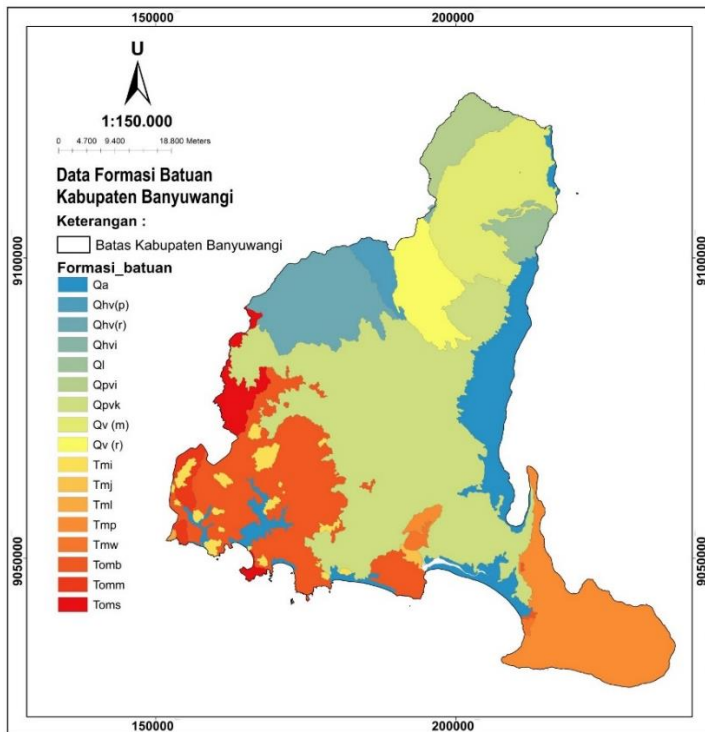 150000 200000
U
1:150.000
0 4.700 9.400 18.800 Meters
Data Formasi Batuan
Kabupaten Banyuwangi
Keterangan :
Batas Kabupaten Banyuwangi
Formasi_batuan
Qa
Qhv(p)
Qhv(r)
Qhvi
Ql
Qpvi
Qpvk
Qv (m)
Qv (r)
Tmi
Tmj
Tml
Tmp
Tmw
Tomb
Tomm
Toms
9100000 9100000
9050000 9050000
150000 200000